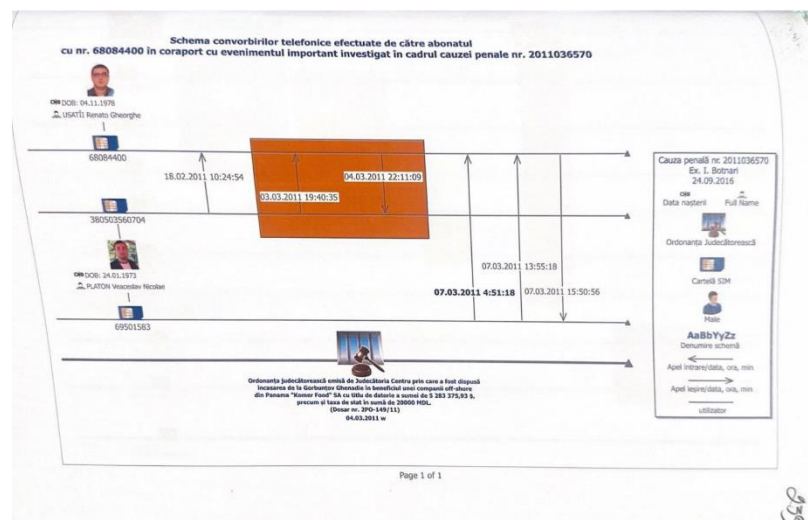 Schema convorbirilor telefonice efectuate de către abonatul
cu nr. 68084400 în coraport cu evenimentul important investigat în cadrul cauzei penale nr. 2011036570
DOB: 04.11.1978
USATÎI Renato Gheorghe
68084400
18.02.2011 10:24:54
03.03.2011 19:40:35
04.03.2011 22:11:09
380503560704
DOB: 24.01.1973
PLATON Veaceslav Nicolae
69501583
07.03.2011 13:55:18
07.03.2011 4:51:18
07.03.2011 15:50:56
Ordonanța judecătorească emisă de Judecătoria Centru prin care a fost dispusă
încasarea de la Gorbunțov Ghenadie în beneficiul unei companii off-shore
din Panama "Komer Food" SA cu titlu de datorie a sumei de 5 283 375,93 $,
precum și taxa de stat în sumă de 20000 MDL.
(Dosar nr. 2PO-149/11)
04.03.2011 w
Cauza penală nr. 2011036570
Ex. I. Botnari
24.09.2016
Data nașterii
Full Name
Ordonanța Judecătorească
Cartelă SIM
Male
AaBbYyZz
Denumire schemă
Apel intrare/data, ora, min
Apel ieșire/data, ora, min
utilizator
Page 1 of 1